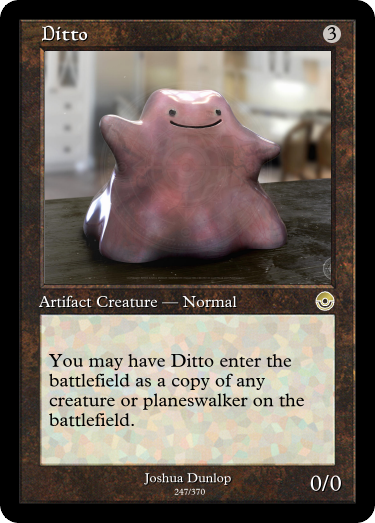 Ditto
3
Artifact Creature — Normal
You may have Ditto enter the
battlefield as a copy of any
creature or planeswalker on the
battlefield.
Joshua Dunlop
247/370
0/0